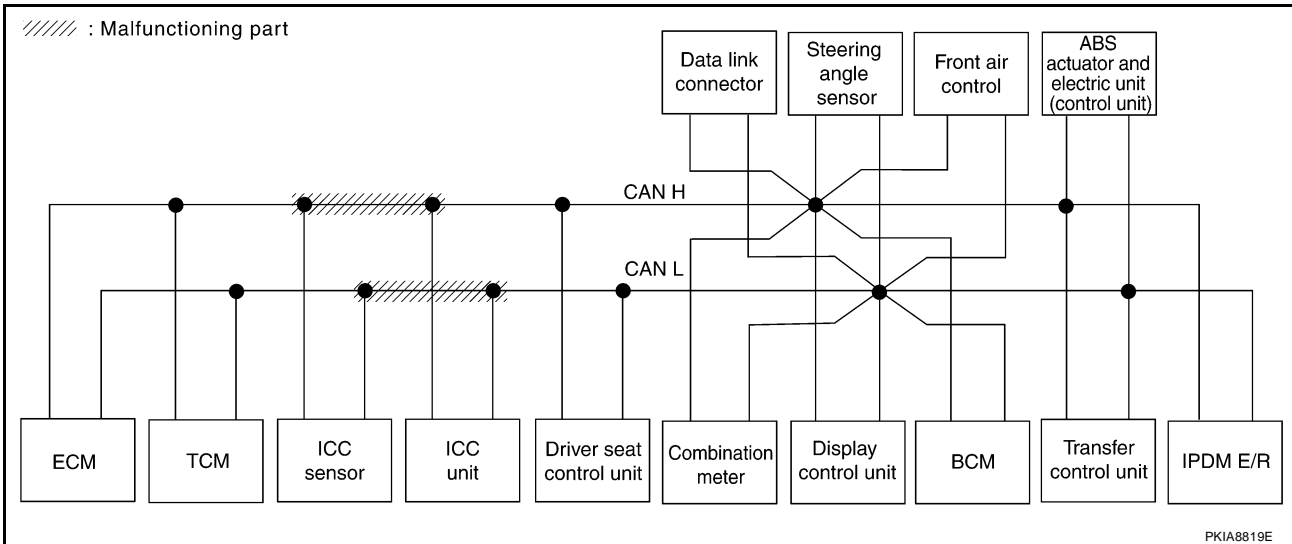 : Malfunctioning part
Data link
connector
Steering
angle
sensor
Front air
control
ABS
actuator and
electric unit
(control unit)
CAN H
CAN L
ECM
TCM
ICC
sensor
ICC
unit
Driver seat
control unit
Combination
meter
Display
control unit
BCM
Transfer
control unit
IPDM E/R
PKIA8819E